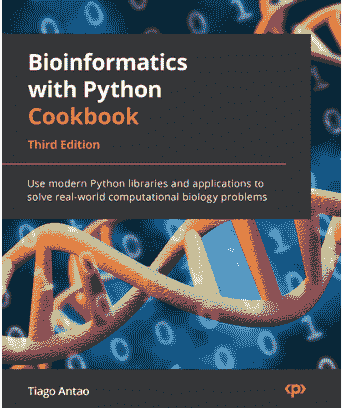 Bioinformatics
with Python
Cookbook
Third Edition
Use modern Python libraries and applications to
solve real-world computational biology problems
Tiago Antao
<p>